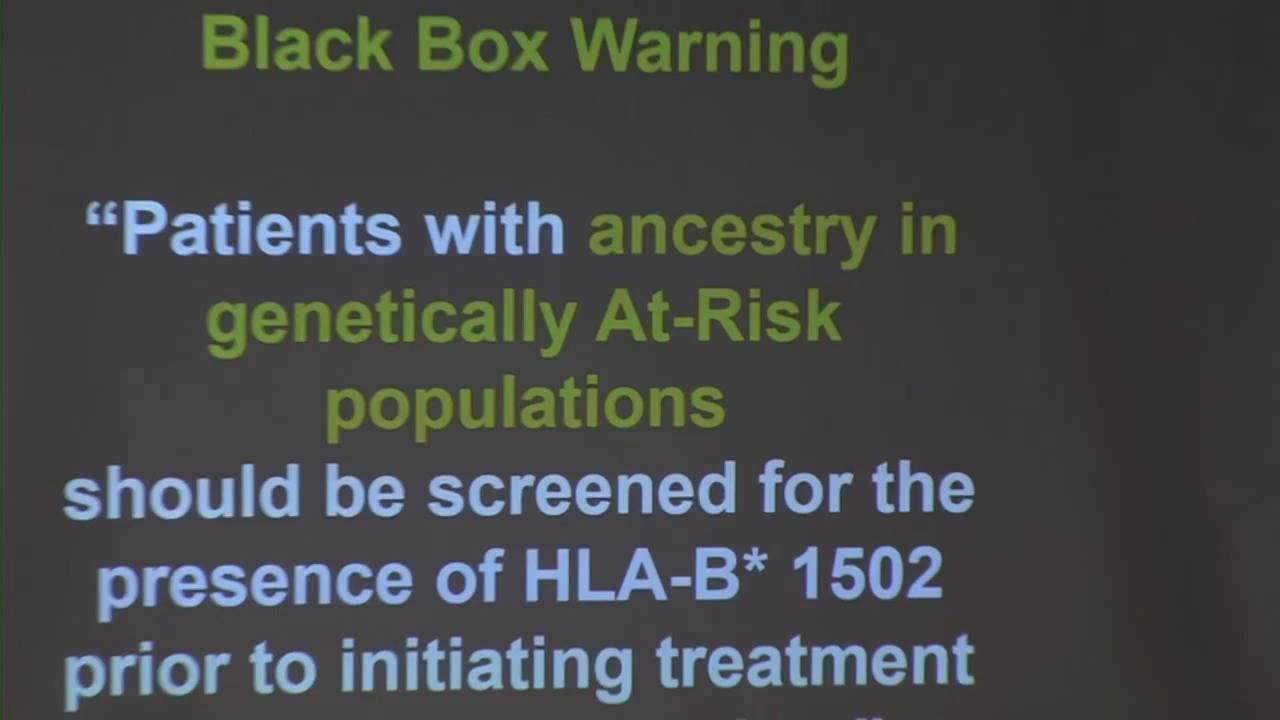 Black Box Warning
“Patients with ancestry in
genetically At-Risk
populations
should be screened for the
presence of HLA-B* 1502
prior to initiating treatment